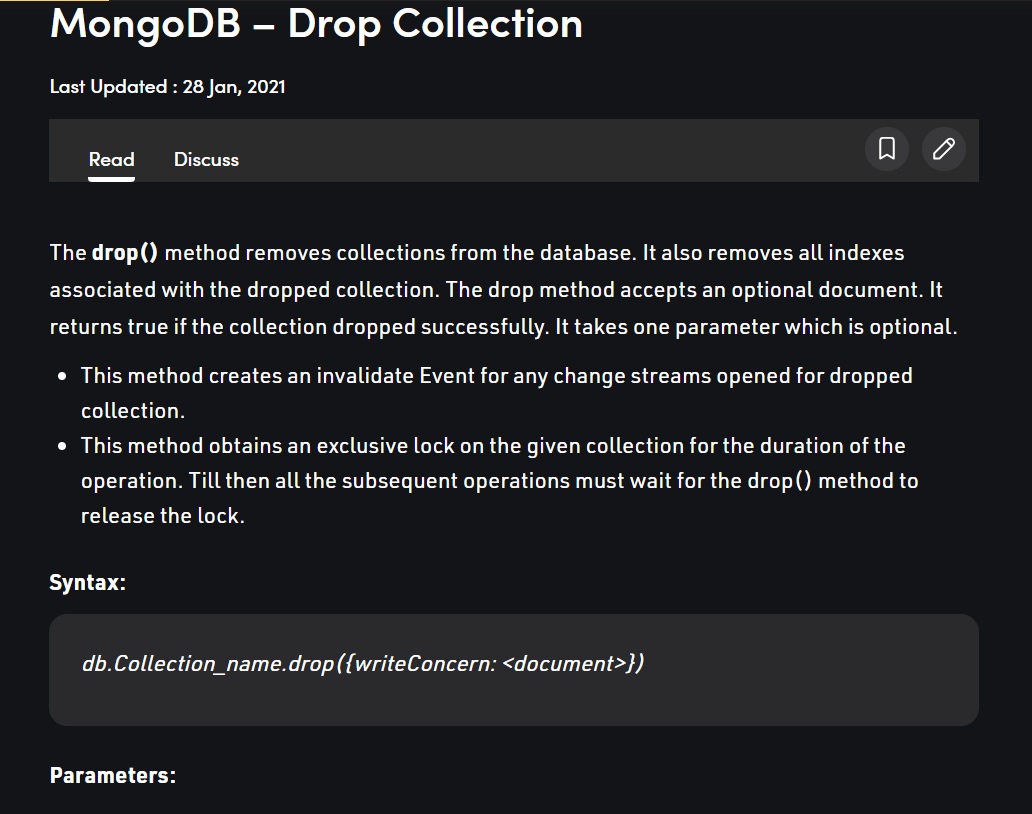 MongoDB – Drop Collection
Last Updated : 28 Jan, 2021
Read Discuss
The drop() method removes collections from the database. It also removes all indexes
associated with the dropped collection. The drop method accepts an optional document. It
returns true if the collection dropped successfully. It takes one parameter which is optional.
• This method creates an invalidate Event for any change streams opened for dropped
collection.
• This method obtains an exclusive lock on the given collection for the duration of the
operation. Till then all the subsequent operations must wait for the drop() method to
release the lock.
Syntax:
db.Collection_name.drop({writeConcern: <document>})
Parameters: